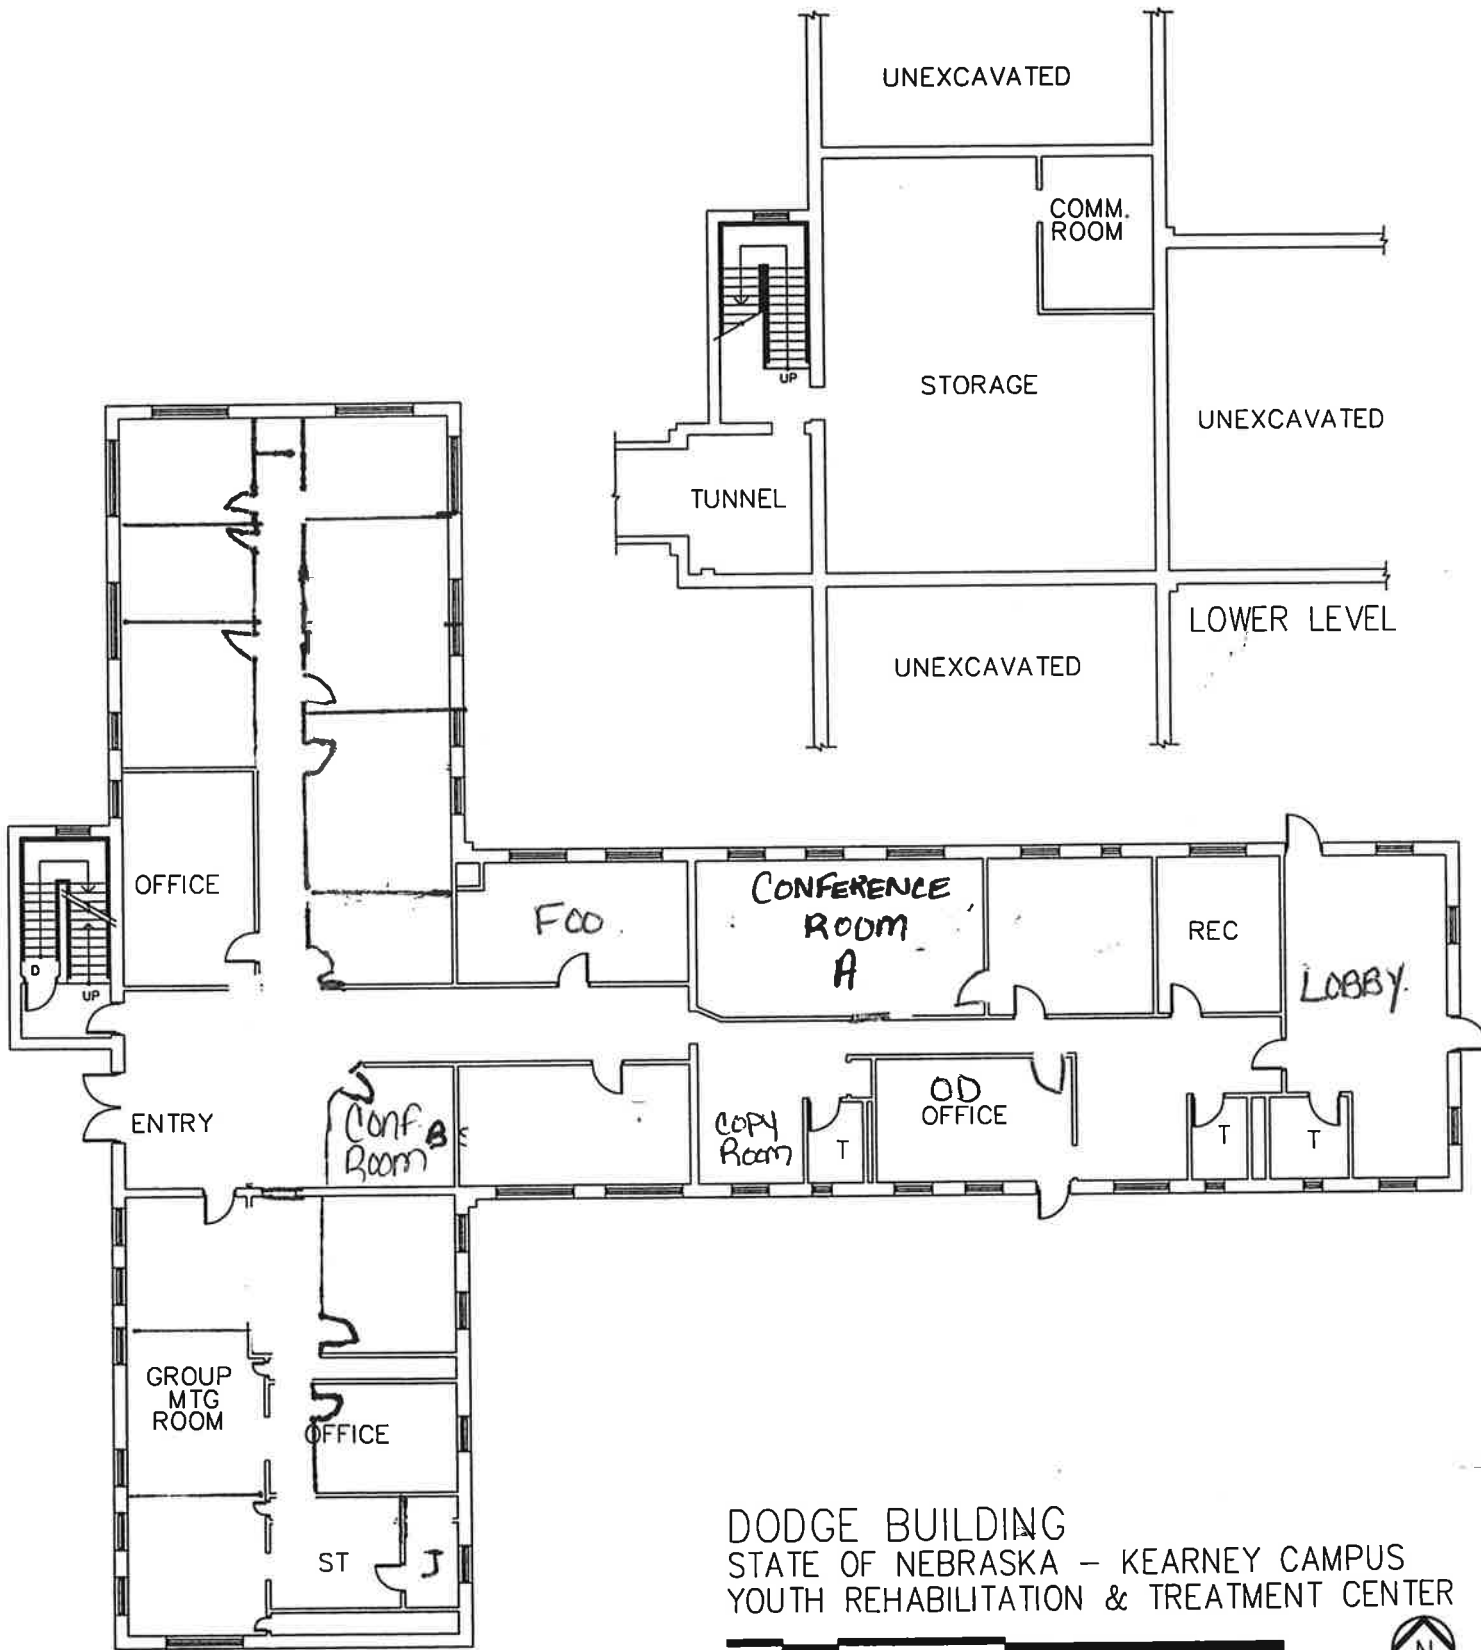 UNEXCAVATED
COMM.
ROOM
UP
STORAGE
UNEXCAVATED
TUNNEL
LOWER LEVEL
UNEXCAVATED
OFFICE
FOO
CONFERENCE
ROOM
A
REC
LOBBY.
D
UP
ENTRY
CONF. B
ROOM
COPY
ROOM
T
OD
OFFICE
T
T
GROUP
MTG
ROOM
OFFICE
ST
J
DODGE BUILDING
STATE OF NEBRASKA - KEARNEY CAMPUS
YOUTH REHABILITATION & TREATMENT CENTER
N